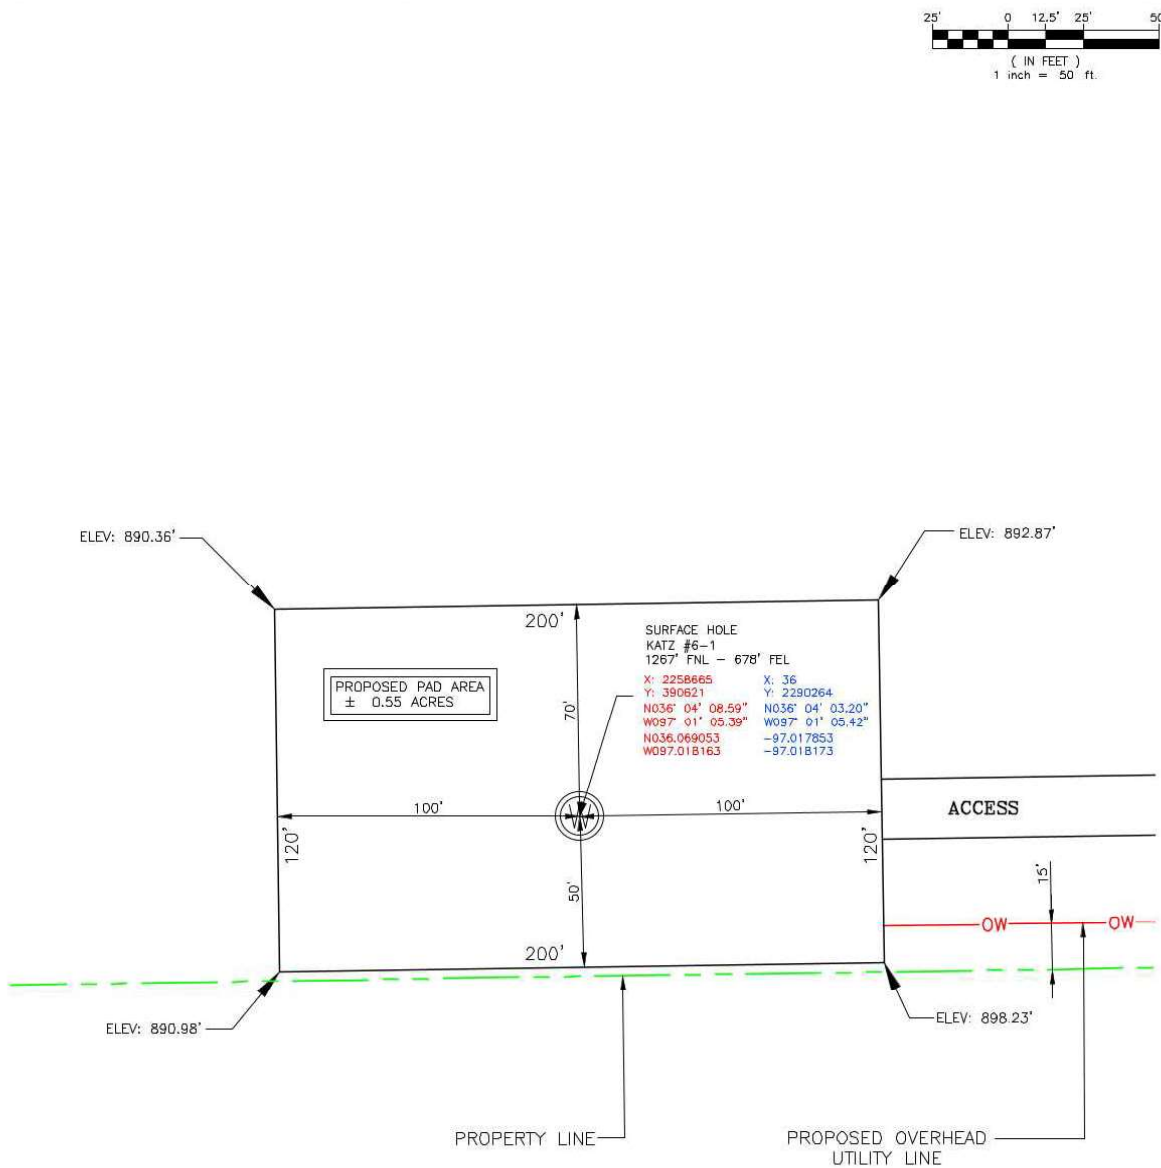 25' 0 12.5' 25' 50
( IN FEET )
1 inch = 50 ft.
ELEV: 890.36'
ELEV: 892.87'
200'
SURFACE HOLE
KATZ #6-1
1267' FNL - 678' FEL
X: 2258665 X: 36
Y: 390621 Y: 2290264
N036° 04' 08.59" N036° 04' 03.20"
W097° 01' 05.39" W097° 01' 05.42"
N036.069053 -97.017853
W097.018163 -97.018173
PROPOSED PAD AREA
± 0.55 ACRES
70'
100' 100'
W
ACCESS
120' 120'
50'
15'
OW OW
200'
ELEV: 890.98'
ELEV: 898.23'
PROPERTY LINE
PROPOSED OVERHEAD
UTILITY LINE